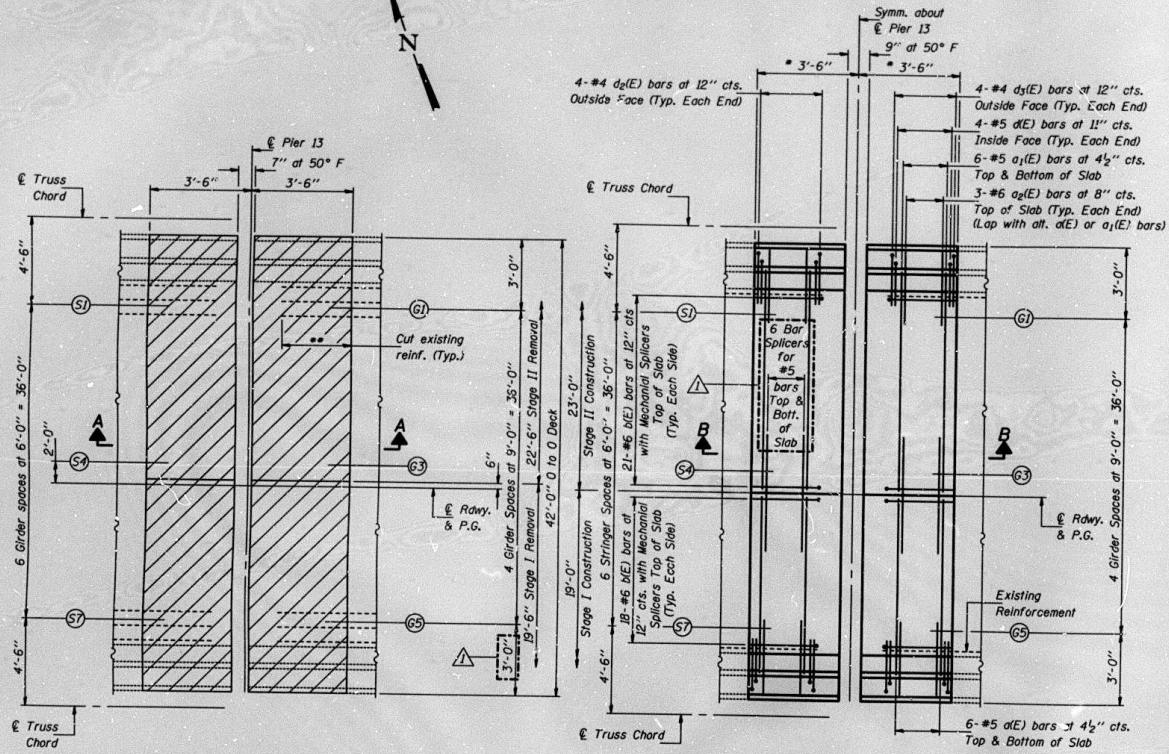 N
℄ Pier 13
7" at 50° F
3'-6"
3'-6"
℄ Truss
Chord
4'-6"
3'-0"
S1
G1
**
Cut existing
reinf. (Typ.)
6 Girder spaces at 6'-0" = 36'-0"
2'-0"
A
A
S4
G3
6"
℄ Rdwy.
& P.G.
22'-6" Stage II Removal
42'-0" O to O Deck
4 Girder Spaces at 9'-0" =
19'-6" Stage I Removal
S7
G5
4'-6"
1
3'-0"
℄ Truss
Chord
Symm. about
℄ Pier 13
9" at 50° F
* 3'-6"
* 3'-6"
4-#4 d2(E) bars at 12" cts.
Outside Face (Typ. Each End)
4-#4 d3(E) bars at 12" cts.
Outside Face (Typ. Each End)
4-#5 d(E) bars at 11" cts.
Inside Face (Typ. Each End)
6-#5 a1(E) bars at 4½" cts.
Top & Bottom of Slab
3-#6 a2(E) bars at 8" cts.
Top of Slab (Typ. Each End)
(Lap with alt. a(E) or a1(E) bars)
℄ Truss Chord
4'-6"
3'-0"
S1
G1
23'-0"
Stage II Construction
6 Stringer Spaces at 6'-0" = 36'-0"
21-#6 b(E) bars at 12" cts
with Mechanial Splicers
Top of Slab
(Typ. Each Side)
1
6 Bar
Splicers
for
#5
bars
Top &
Bott.
of
Slab
B
B
S4
G3
℄ Rdwy.
& P.G.
4 Girder Spaces at 9'-0" = 36'-0"
19'-0"
Stage I Construction
18-#6 b(E) bars at
12" cts. with Mechanical
Splicers Top of Slab
(Typ. Each Side)
Existing
Reinforcement
S7
G5
4'-6"
3'-0"
℄ Truss Chord
6-#5 a(E) bars at 4½" cts.
Top & Bottom of Slab